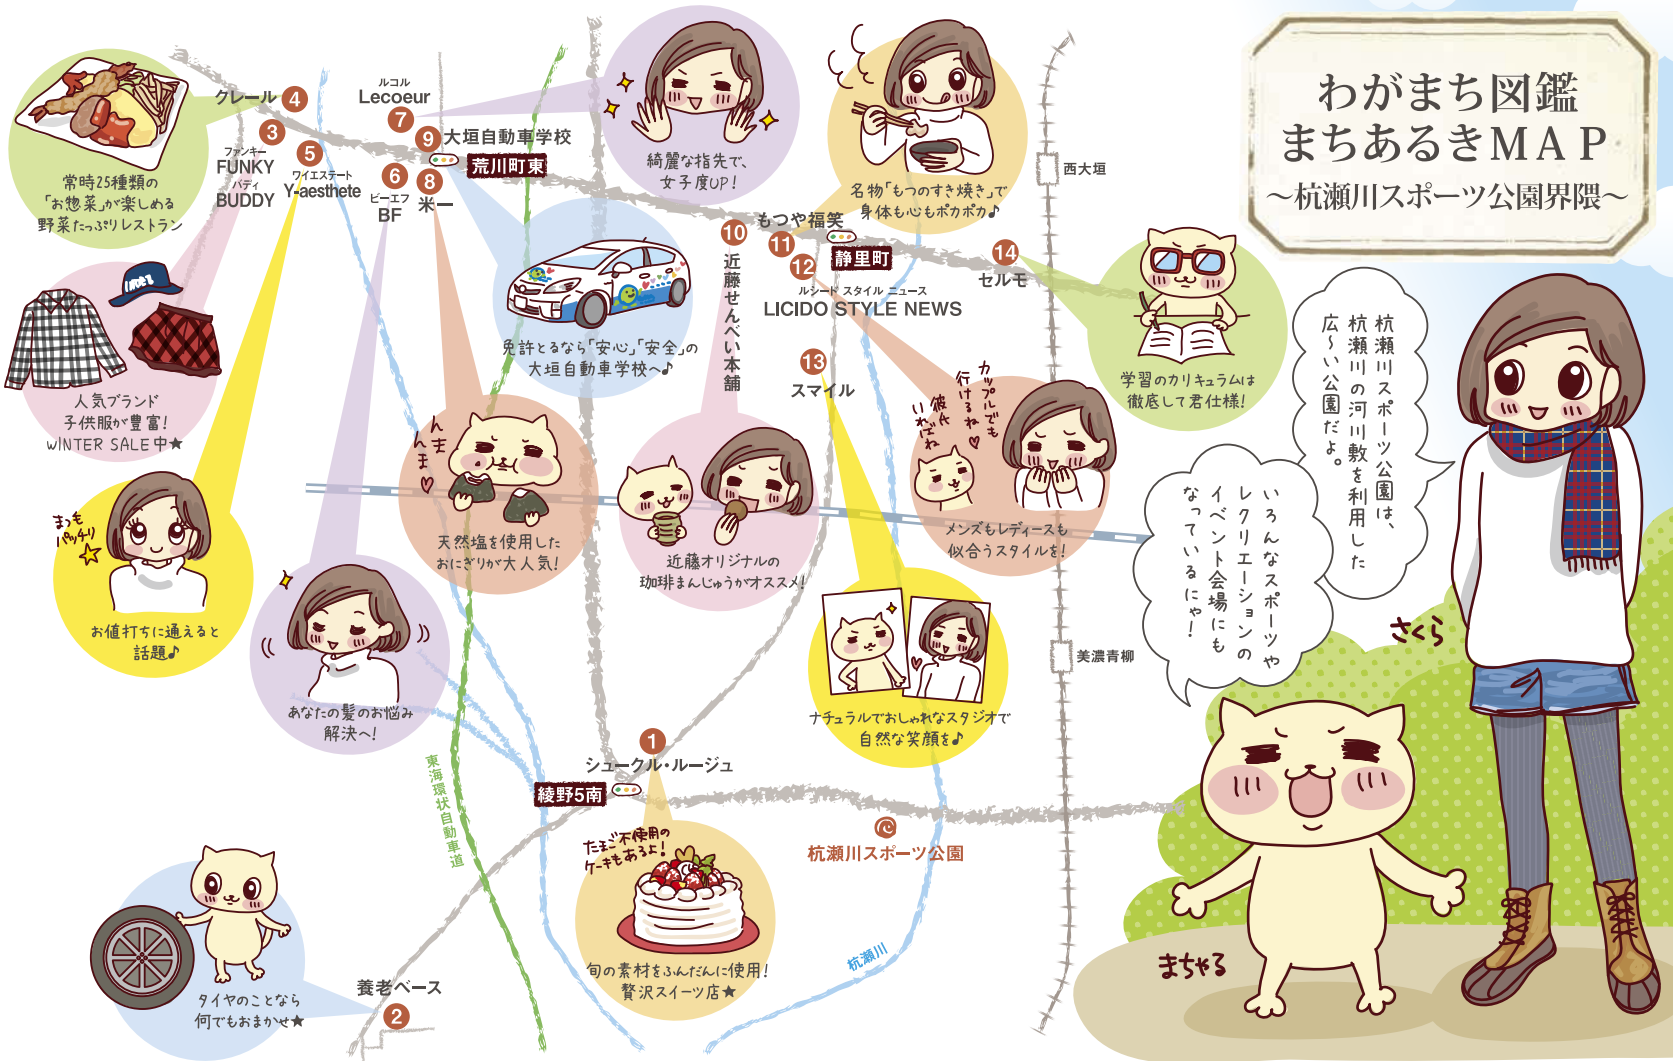 わがまち図鑑
まちあるきMAP
～杭瀬川スポーツ公園界隈～
クレール 4
3
ファンキー
FUNKY
バディ
BUDDY
5
ワイエステート
Y-aesthete
ルコル
Lecoeur
7
9 大垣自動車学校
荒川町東
6
ビーエフ
BF
8
米一
もつや福笑
10
近藤せんべい本舗
11
12
静里町
ルシード スタイル ニュース
LICIDO STYLE NEWS
14
セルモ
13
スマイル
西大垣
美濃青柳
1
シュークル・ルージュ
綾野5南
杭瀬川スポーツ公園
東海環状自動車道
杭瀬川
養老ベース
2
常時25種類の
「お惣菜」が楽しめる
野菜たっぷりレストラン
人気ブランド
子供服が豊富!
WINTER SALE中★
まつも
パッチリ
お値打ちに通えると
話題♪
綺麗な指先で、
女子度UP!
名物「もつのすき焼き」で
身体も心もポカポカ♪
免許とるなら「安心」「安全」の
大垣自動車学校へ♪
んま
んま♥
天然塩を使用した
おにぎりが大人気!
あなたの髪のお悩み
解決へ!
近藤オリジナルの
珈琲まんじゅうがオススメ!
カップルでも
行けるね♥
彼氏
いればね
メンズもレディースも
似合うスタイルを!
学習のカリキュラムは
徹底して君仕様!
ナチュラルでおしゃれなスタジオで
自然な笑顔を♪
たまご不使用の
ケーキもあるよ!
旬の素材をふんだんに使用!
贅沢スイーツ店★
タイヤのことなら
何でもおまかせ★
杭瀬川スポーツ公園は、
杭瀬川の河川敷を利用した
広～い公園だよ。
いろんなスポーツや
レクリエーションの
イベント会場にも
なっているにゃ!
さくら
まちゃる